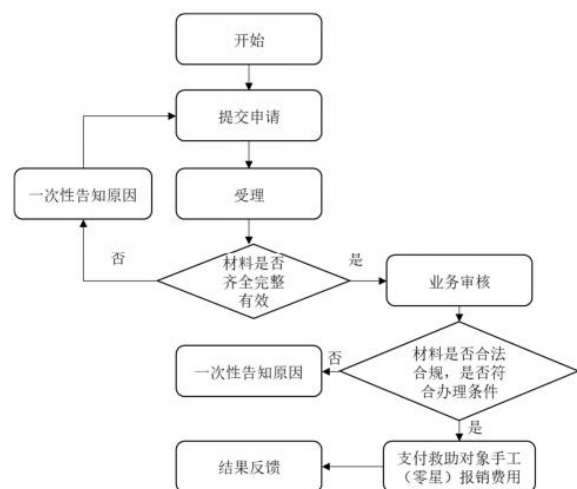 开始
提交申请
一次性告知原因
受理
否
材料是否
齐全完整
有效
是
业务审核
一次性告知原因
否
材料是否合法
合规，是否符
合办理条件
是
结果反馈
支付救助对象手工
（零星）报销费用